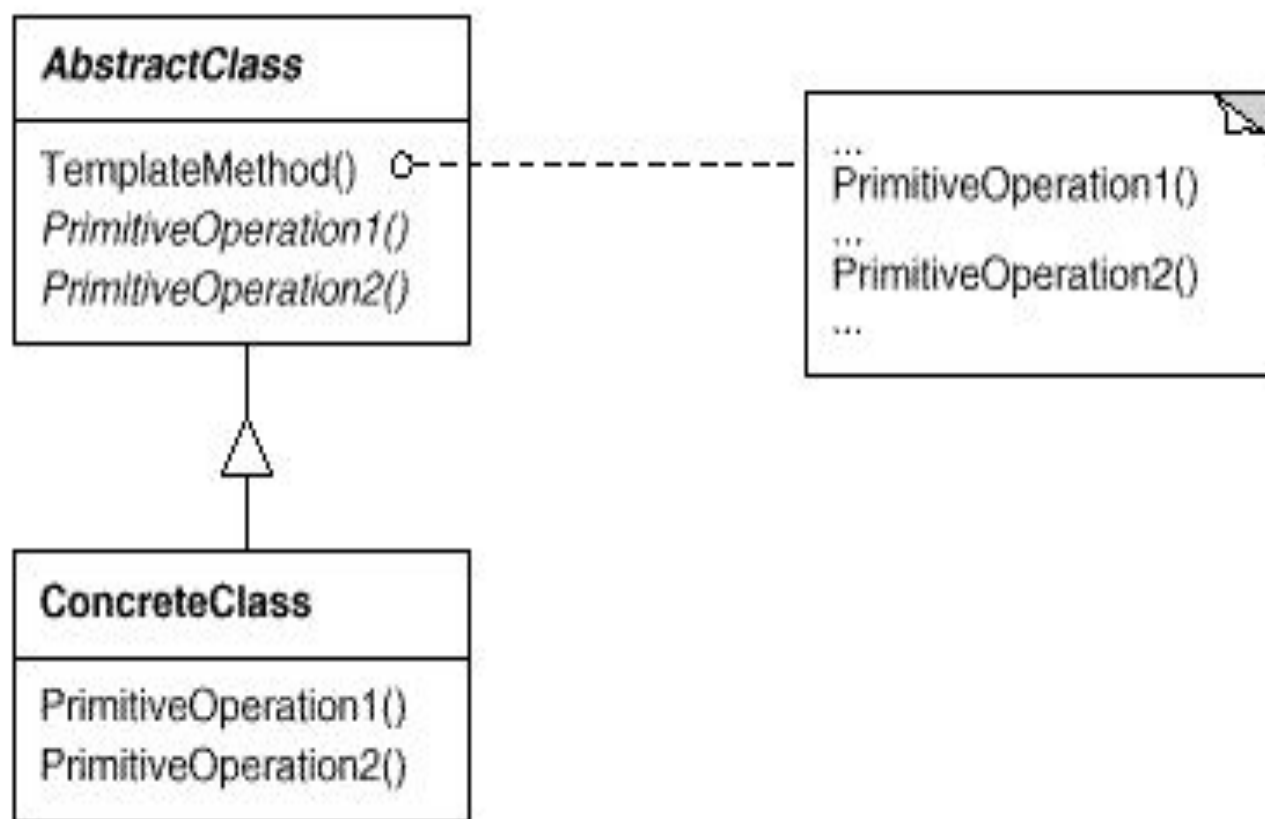 AbstractClass
TemplateMethod()
PrimitiveOperation1()
PrimitiveOperation2()
...
PrimitiveOperation1()
...
PrimitiveOperation2()
...
ConcreteClass
PrimitiveOperation1()
PrimitiveOperation2()